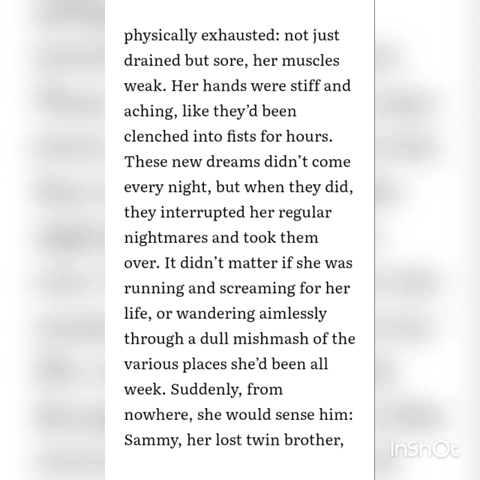 physically exhausted: not just
drained but sore, her muscles
weak. Her hands were stiff and
aching, like they’d been
clenched into fists for hours.
These new dreams didn’t come
every night, but when they did,
they interrupted her regular
nightmares and took them
over. It didn’t matter if she was
running and screaming for her
life, or wandering aimlessly
through a dull mishmash of the
various places she’d been all
week. Suddenly, from
nowhere, she would sense him:
Sammy, her lost twin brother,
InShOt